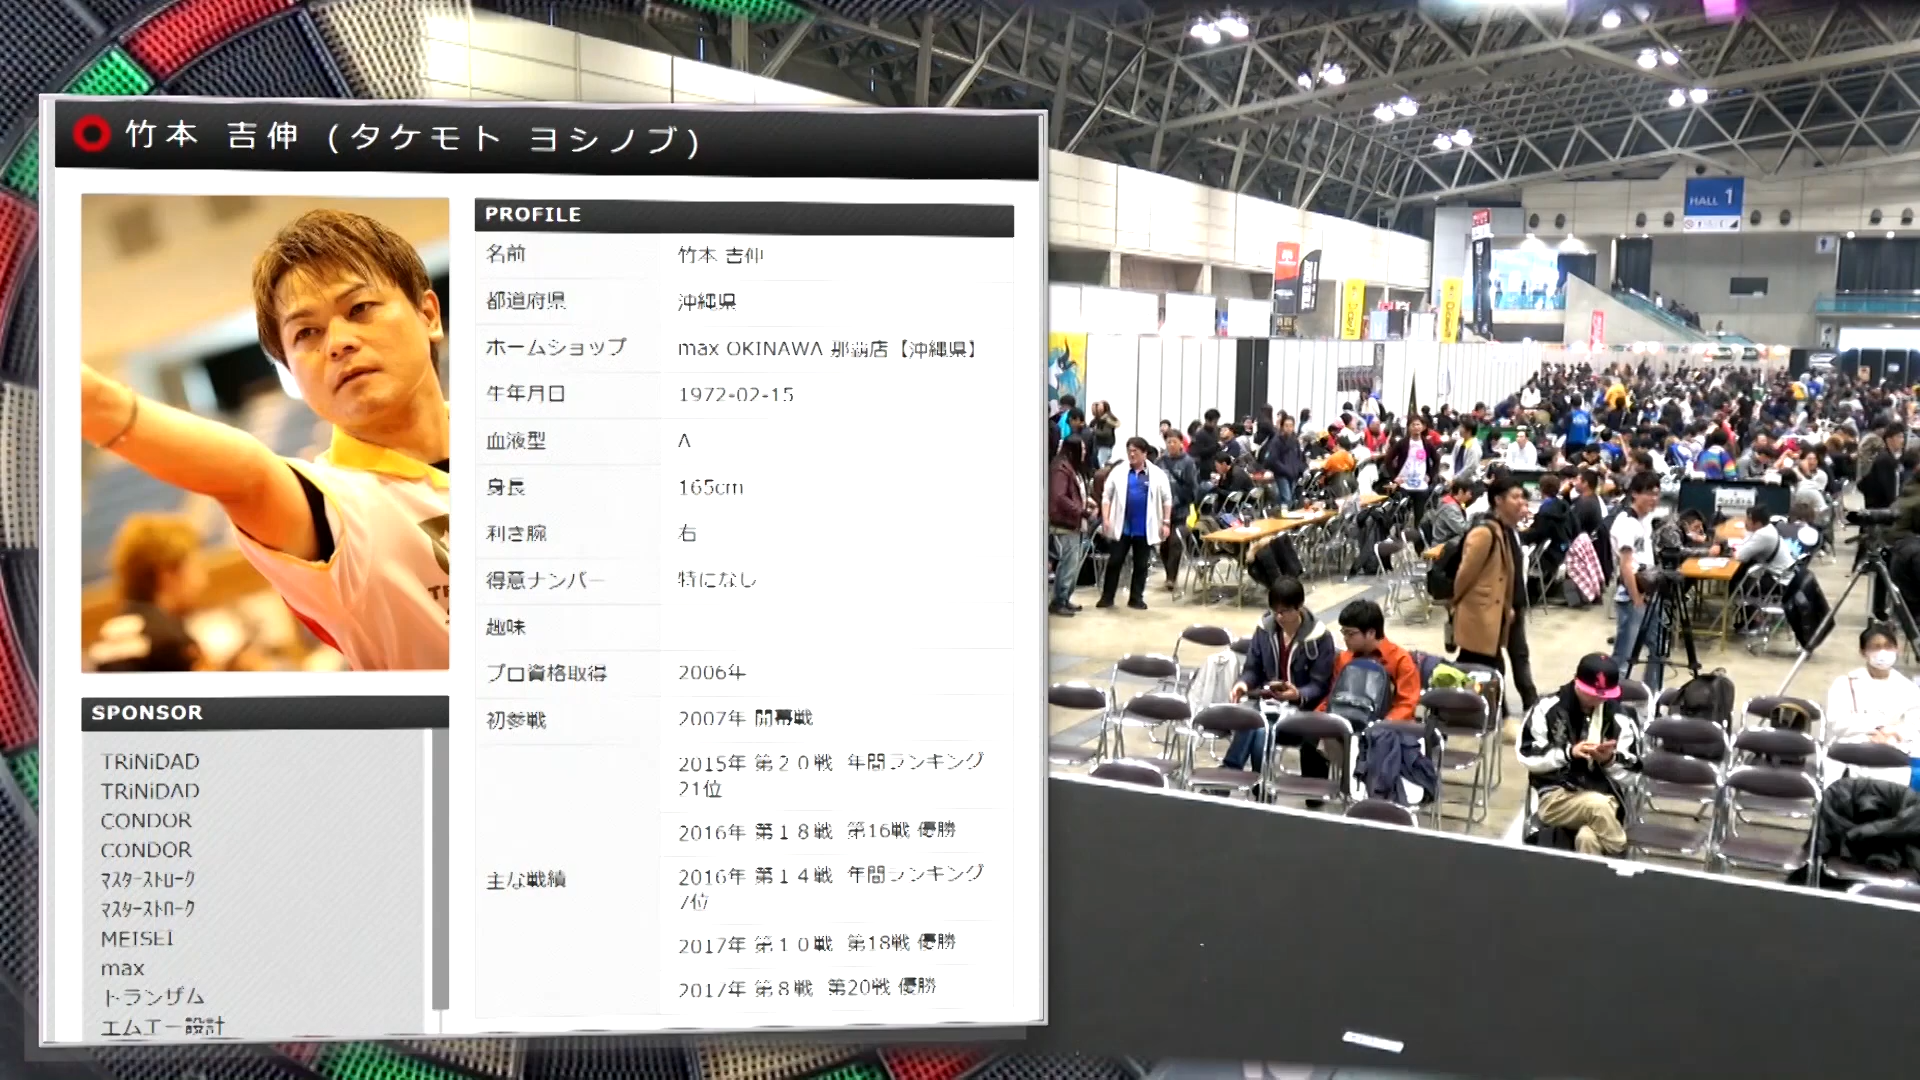 竹本 吉伸 (タケモト ヨシノブ)
PROFILE
名前 竹本 吉伸
都道府県 沖縄県
ホームショップ max OKINAWA 那覇店【沖縄県】
生年月日 1972-02-15
血液型 A
身長 165cm
利き腕 右
得意ナンバー 特になし
趣味
プロ資格取得 2006年
初参戦 2007年 開幕戦
主な戦績
2015年 第２０戦 年間ランキング
21位
2016年 第１８戦 第16戦 優勝
2016年 第１４戦 年間ランキング
7位
2017年 第１０戦 第18戦 優勝
2017年 第８戦 第20戦 優勝
SPONSOR
TRiNiDAD
TRiNiDAD
CONDOR
CONDOR
ﾏｽﾀｰｽﾄﾛｰｸ
ﾏｽﾀｰｽﾄﾛｰｸ
MEISEI
max
トランザム
エムエー設計
HALL 1